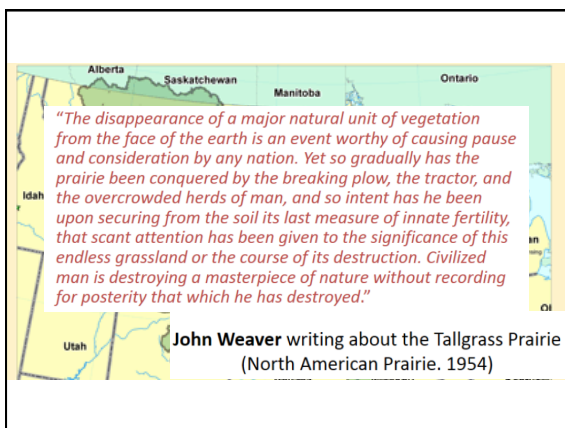 Alberta
Saskatchewan
Manitoba
Ontario
“The disappearance of a major natural unit of vegetation
from the face of the earth is an event worthy of causing pause
and consideration by any nation. Yet so gradually has the
prairie been conquered by the breaking plow, the tractor, and
the overcrowded herds of man, and so intent has he been
upon securing from the soil its last measure of innate fertility,
that scant attention has been given to the significance of this
endless grassland or the course of its destruction. Civilized
man is destroying a masterpiece of nature without recording
for posterity that which he has destroyed.”
Idah
an
Utah
John Weaver writing about the Tallgrass Prairie
(North American Prairie. 1954)